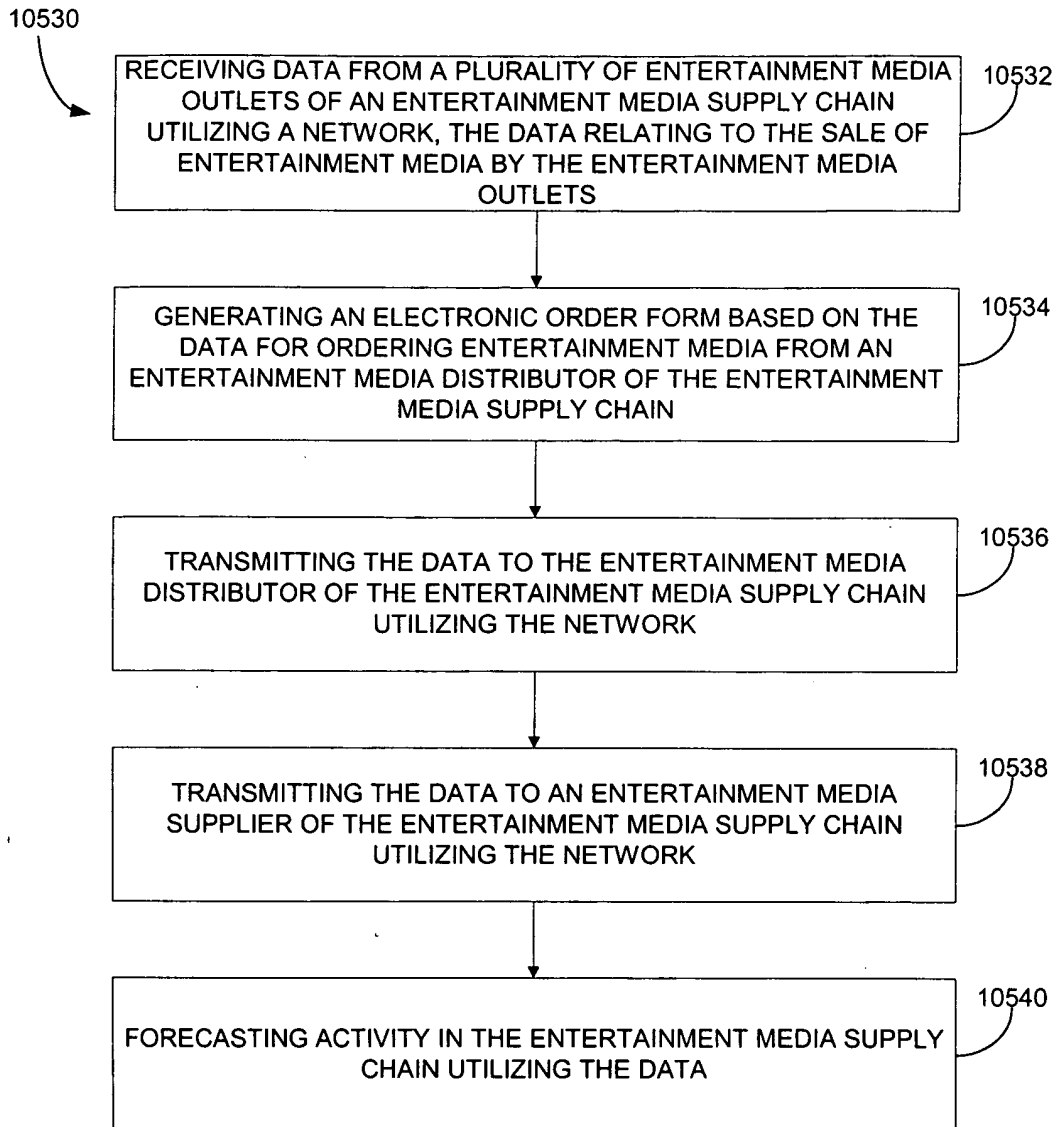 10530
RECEIVING DATA FROM A PLURALITY OF ENTERTAINMENT MEDIA
OUTLETS OF AN ENTERTAINMENT MEDIA SUPPLY CHAIN
UTILIZING A NETWORK, THE DATA RELATING TO THE SALE OF
ENTERTAINMENT MEDIA BY THE ENTERTAINMENT MEDIA
OUTLETS
10532
GENERATING AN ELECTRONIC ORDER FORM BASED ON THE
DATA FOR ORDERING ENTERTAINMENT MEDIA FROM AN
ENTERTAINMENT MEDIA DISTRIBUTOR OF THE ENTERTAINMENT
MEDIA SUPPLY CHAIN
10534
TRANSMITTING THE DATA TO THE ENTERTAINMENT MEDIA
DISTRIBUTOR OF THE ENTERTAINMENT MEDIA SUPPLY CHAIN
UTILIZING THE NETWORK
10536
TRANSMITTING THE DATA TO AN ENTERTAINMENT MEDIA
SUPPLIER OF THE ENTERTAINMENT MEDIA SUPPLY CHAIN
UTILIZING THE NETWORK
10538
FORECASTING ACTIVITY IN THE ENTERTAINMENT MEDIA SUPPLY
CHAIN UTILIZING THE DATA
10540